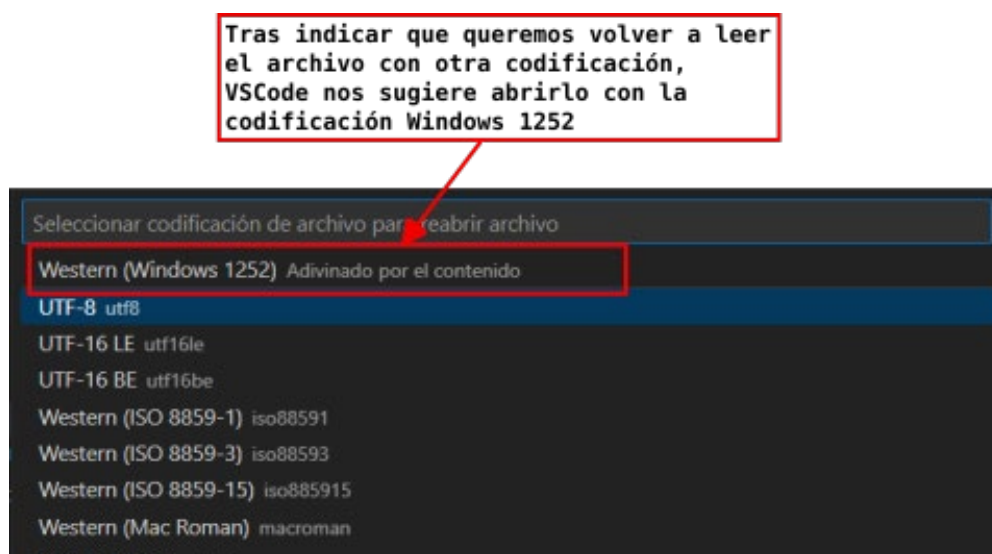 Tras indicar que queremos volver a leer
el archivo con otra codificación,
VSCode nos sugiere abrirlo con la
codificación Windows 1252
Seleccionar codificación de archivo para reabrir archivo
Western (Windows 1252) Adivinado por el contenido
UTF-8 utf8
UTF-16 LE utf16le
UTF-16 BE utf16be
Western (ISO 8859-1) iso88591
Western (ISO 8859-3) iso88593
Western (ISO 8859-15) iso885915
Western (Mac Roman) macroman